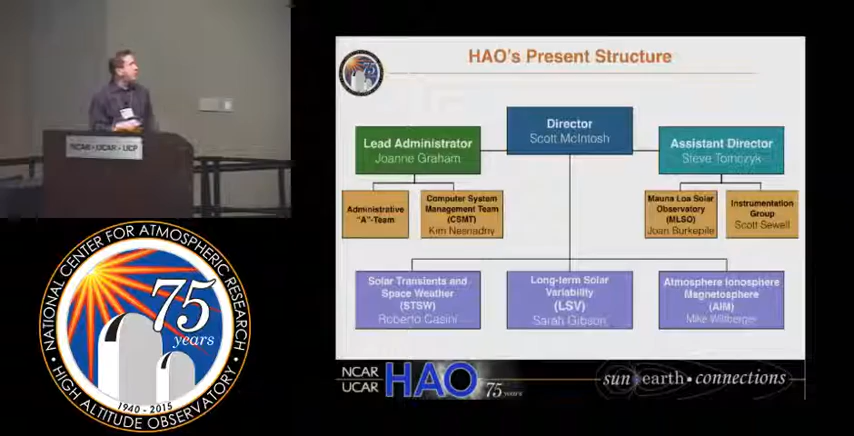 NCAR • UCAR • UCP
HAO's Present Structure
75
Director
Scott McIntosh
Lead Administrator
Joanne Graham
Assistant Director
Steve Tomczyk
Administrative
"A"-Team
Computer System
Management Team
(CSMT)
Kim Nesnadny
Mauna Loa Solar
Observatory
(MLSO)
Joan Burkepile
Instrumentation
Group
Scott Sewell
Solar Transients and
Space Weather
(STSW)
Roberto Casini
Long-term Solar
Variability
(LSV)
Sarah Gibson
Atmosphere Ionosphere
Magnetosphere
(AIM)
Mike Wiltberger
NATIONAL CENTER FOR ATMOSPHERIC RESEARCH
75
years
1940 - 2015
HIGH ALTITUDE OBSERVATORY
NCAR
UCAR
HAO
75 years
sun earth • connections